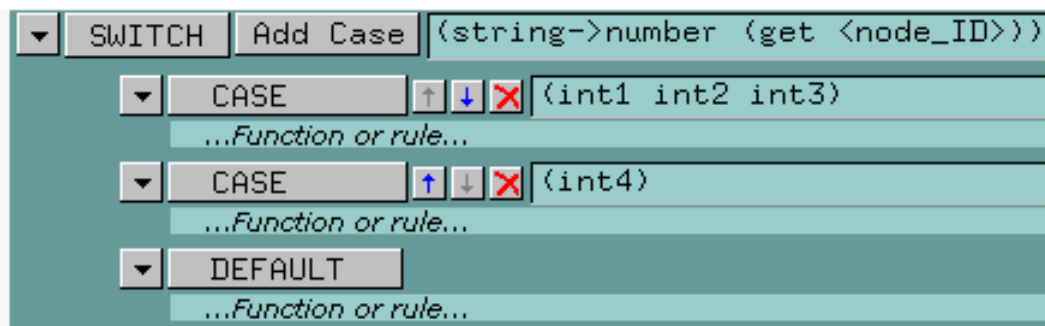 SWITCH Add Case (string->number (get <node_ID>))
CASE (int1 int2 int3)
...Function or rule...
CASE (int4)
...Function or rule...
DEFAULT
...Function or rule...